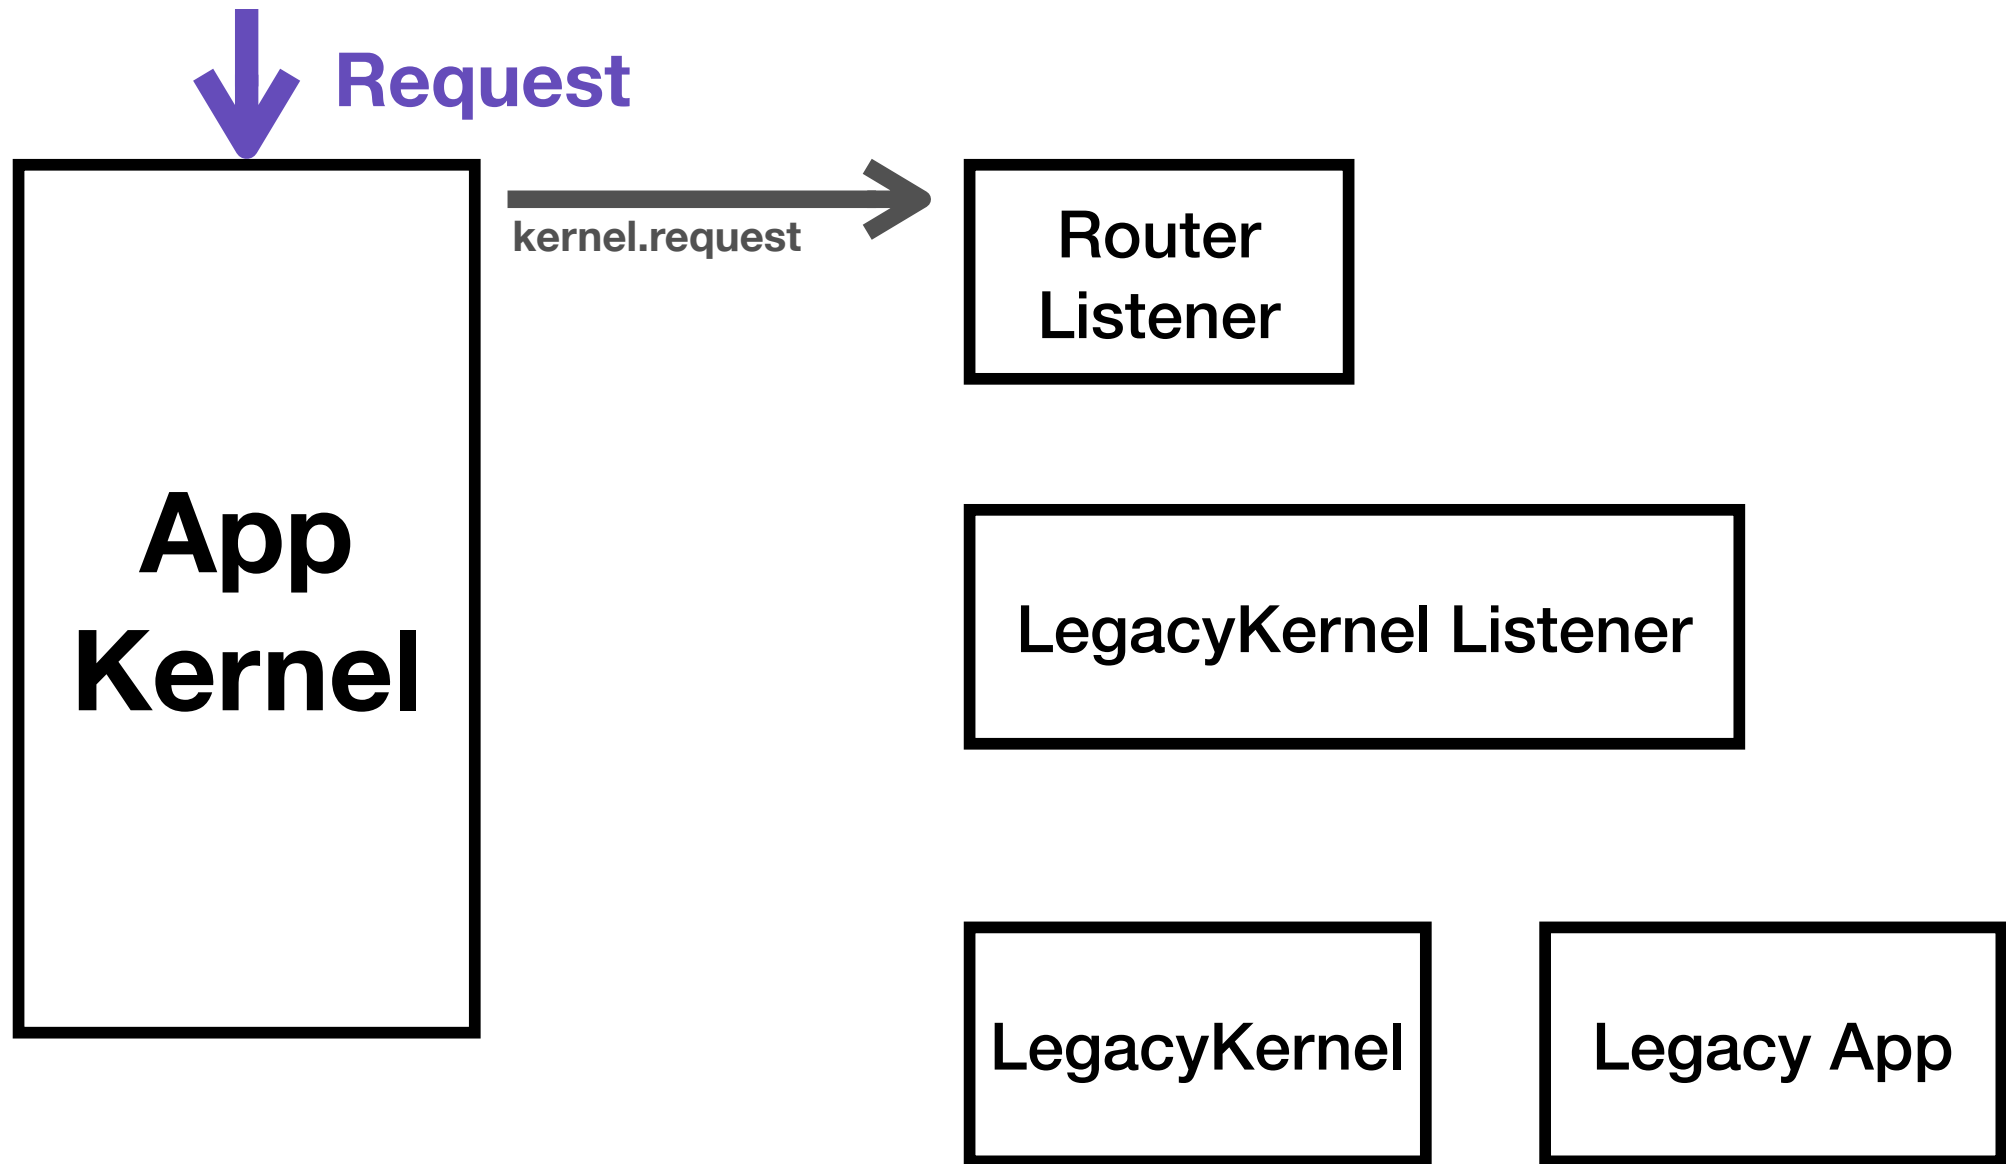 Request
kernel.request
Router
Listener
App
Kernel
LegacyKernel Listener
LegacyKernel
Legacy App